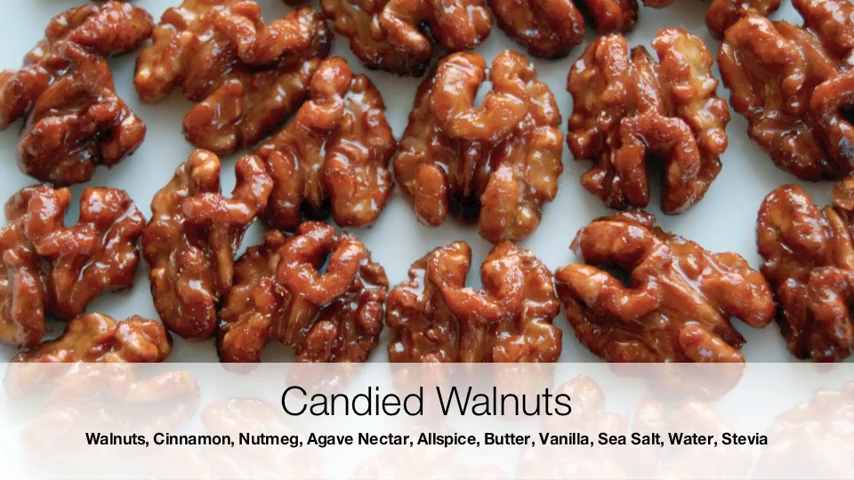 Candied Walnuts
Walnuts, Cinnamon, Nutmeg, Agave Nectar, Allspice, Butter, Vanilla, Sea Salt, Water, Stevia